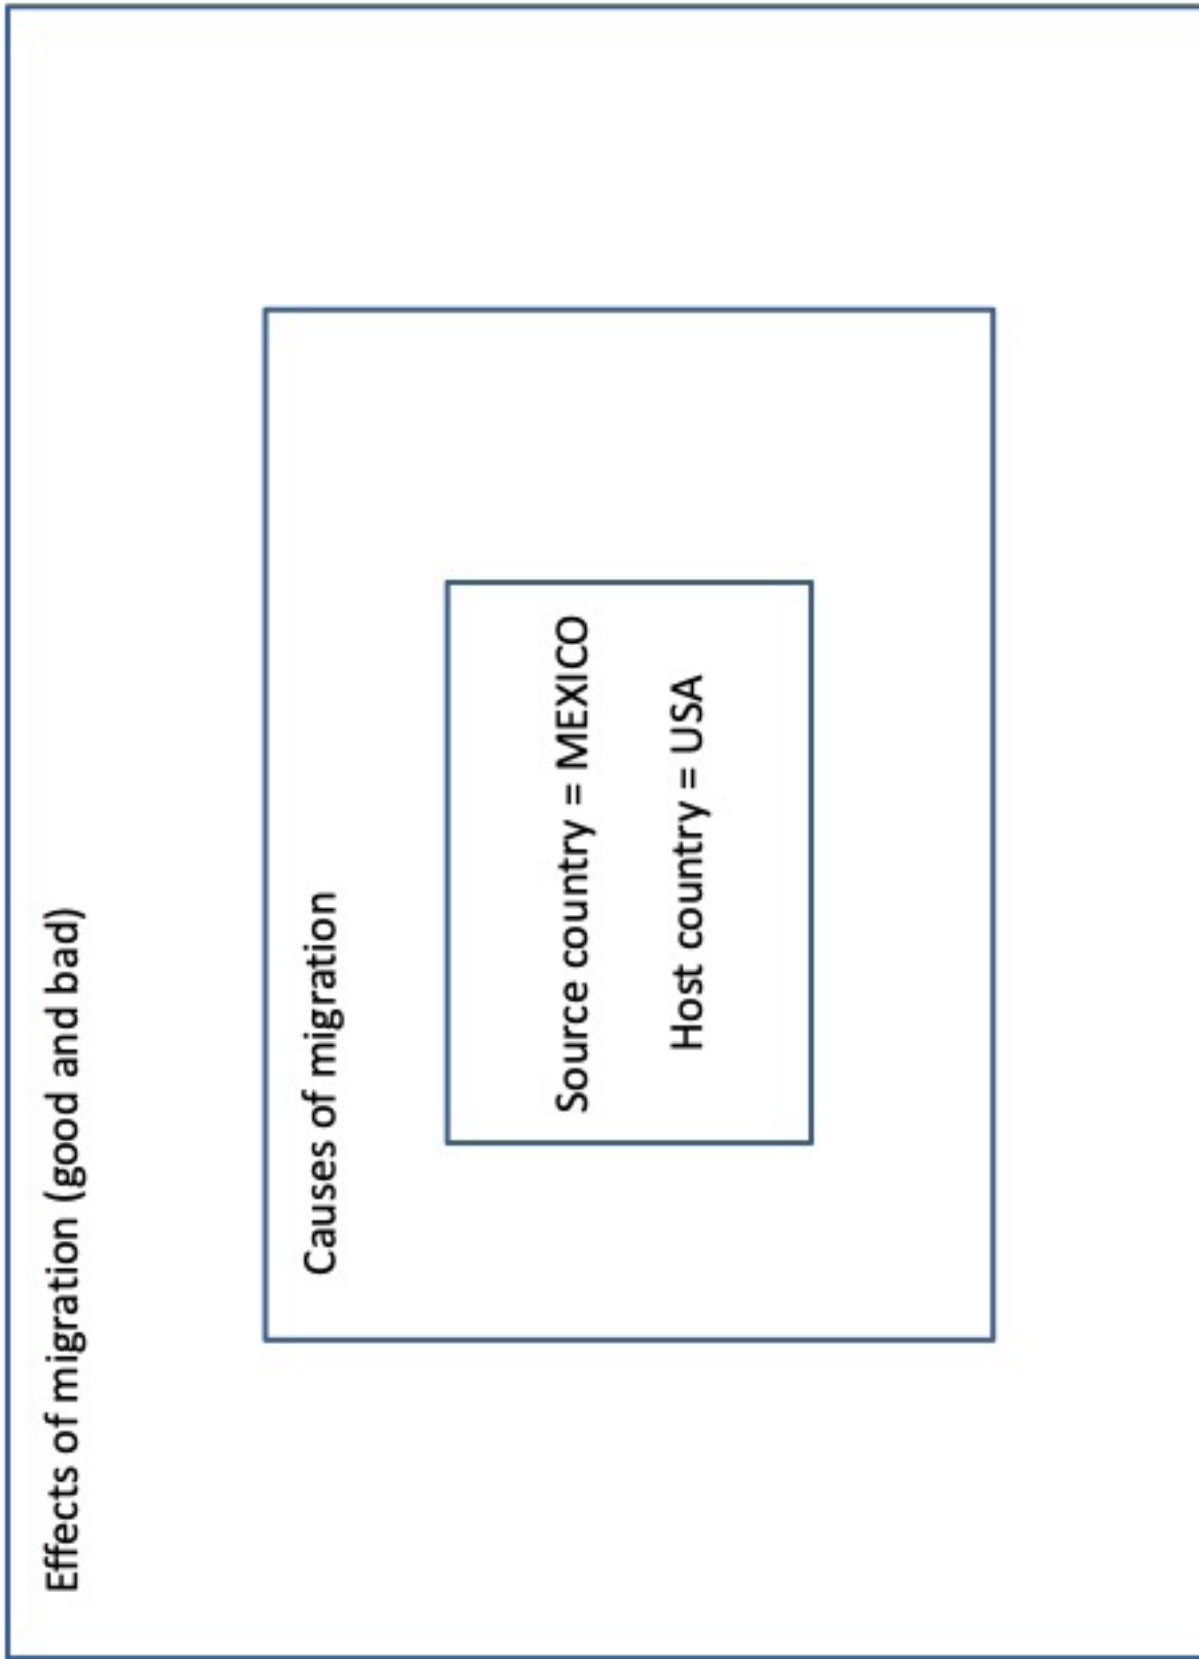 Effects of migration (good and bad)
Causes of migration
Source country = MEXICO
Host country = USA